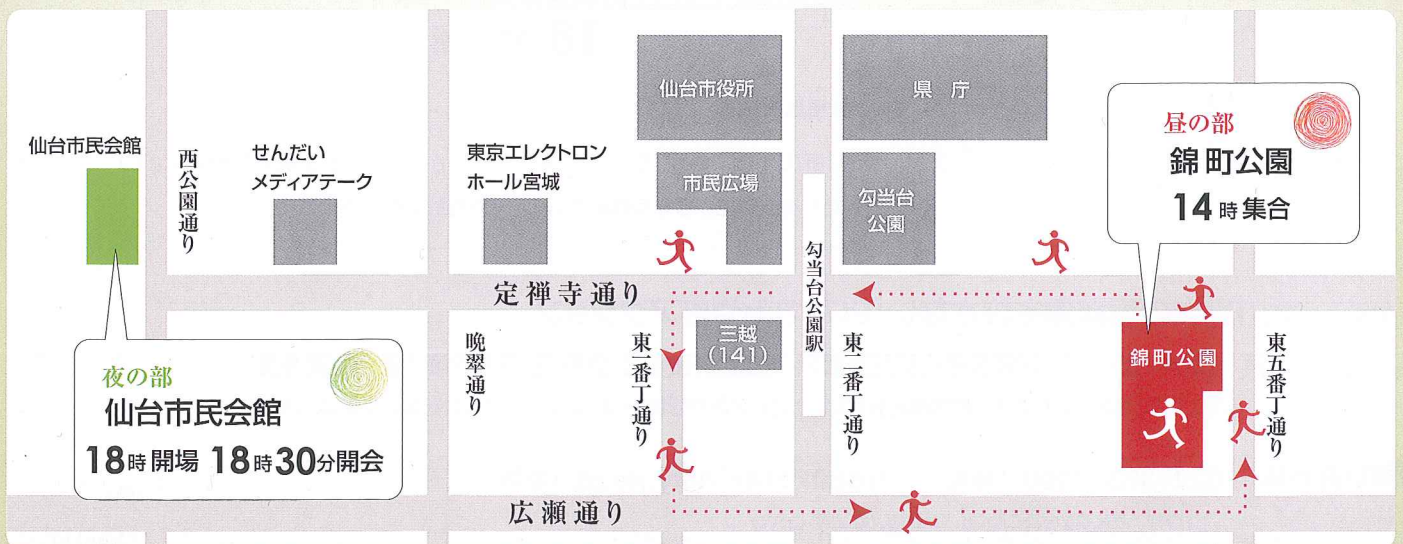 仙台市役所
県庁
昼の部
錦町公園
14時集合
仙台市民会館
西公園通り
せんだい
メディアテーク
東京エレクトロン
ホール宮城
市民広場
勾当台
公園
勾当台公園駅
定禅寺通り
三越
(141)
晩翠通り
東一番丁通り
東二番丁通り
錦町公園
東五番丁通り
夜の部
仙台市民会館
18時開場 18時30分開会
広瀬通り